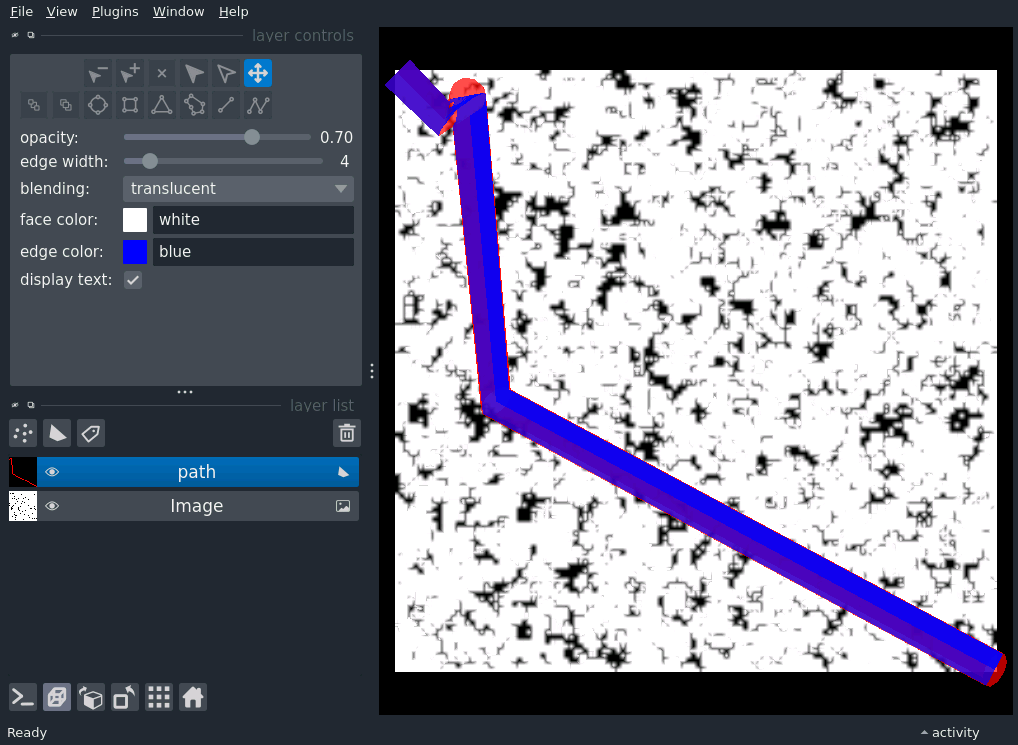 File View Plugins Window Help
layer controls
opacity: 0.70
edge width: 4
blending: translucent
face color: white
edge color: blue
display text:
layer list
path
Image
Ready
activity